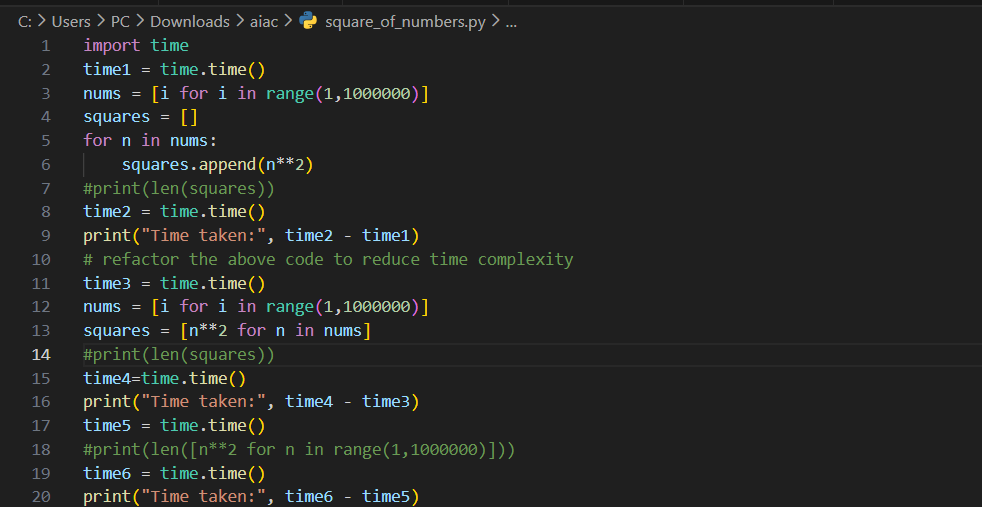 C: > Users > PC > Downloads > aiac > square_of_numbers.py > ...
1 import time
2 time1 = time.time()
3 nums = [i for i in range(1,1000000)]
4 squares = []
5 for n in nums:
6     squares.append(n**2)
7 #print(len(squares))
8 time2 = time.time()
9 print("Time taken:", time2 - time1)
10 # refactor the above code to reduce time complexity
11 time3 = time.time()
12 nums = [i for i in range(1,1000000)]
13 squares = [n**2 for n in nums]
14 #print(len(squares))
15 time4=time.time()
16 print("Time taken:", time4 - time3)
17 time5 = time.time()
18 #print(len([n**2 for n in range(1,1000000)]))
19 time6 = time.time()
20 print("Time taken:", time6 - time5)